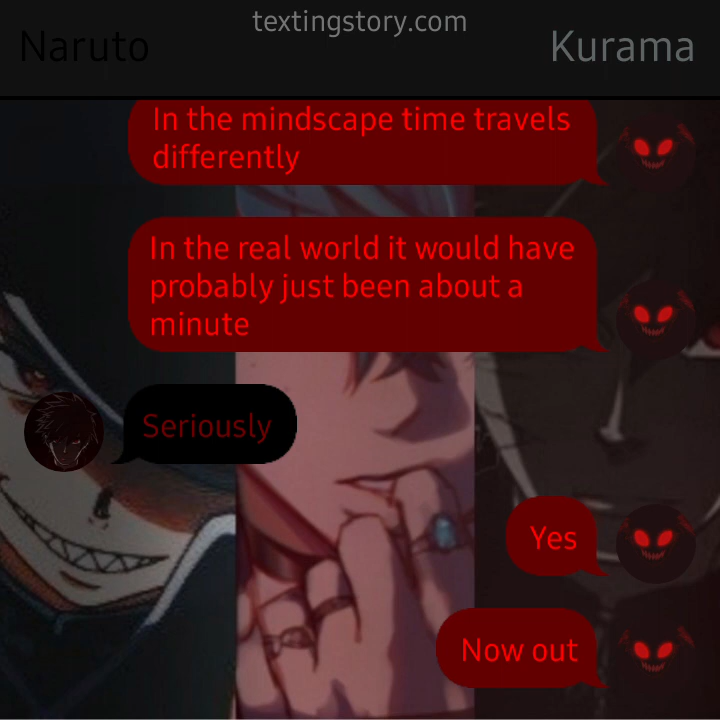 textingstory.com
Naruto
Kurama
In the mindscape time travels
differently
In the real world it would have
probably just been about a
minute
Seriously
Yes
Now out